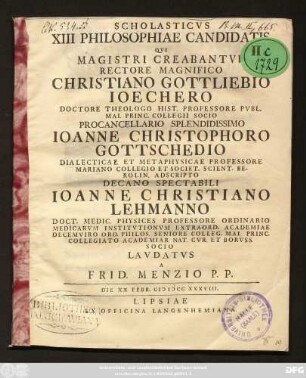 SCHOLASTICVS
XIII PHILOSOPHIAE CANDIDATIS
QVI
MAGISTRI CREABANTVR
RECTORE MAGNIFICO
CHRISTIANO GOTTLIEBIO
IOECHERO
DOCTORE THEOLOGO HIST. PROFESSORE PVBL.
MAI. PRINC. COLLEGII SOCIO
PROCANCELLARIO SPLENDIDISSIMO
IOANNE CHRISTOPHORO
GOTTSCHEDIO
DIALECTICAE ET METAPHYSICAE PROFESSORE
MARIANO COLLEGIO ET SOCIET. SCIENT. BE-
ROLIN. ADSCRIPTO
DECANO SPECTABILI
IOANNE CHRISTIANO
LEHMANNO
DOCT. MEDIC. PHYSICES PROFESSORE ORDINARIO
MEDICARVM INSTITVTIONVM EXTRAORD. ACADEMIAE
DECEMVIRO ORD. PHILOS. SENIORE COLLEG. MAI. PRINC.
COLLEGIATO ACADEMIAE NAT. CVR. ET BORVSS.
SOCIO
LAVDATVS
A
FRID. MENZIO P. P.
DIE XX FEBR. CIƆIƆCC XXXVIII.
LIPSIAE
EX OFFICINA LANGENHEMIANA
II c
1729